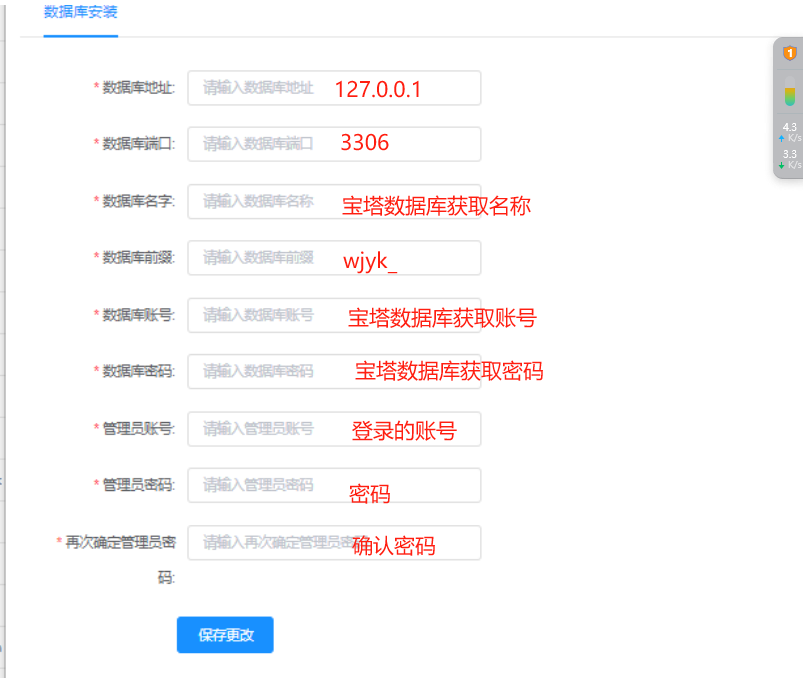 数据库安装
1
* 数据库地址: 请输入数据库地址 127.0.0.1
4.3
K/s
* 数据库端口: 请输入数据库端口 3306
3.3
K/s
* 数据库名字: 请输入数据库名称 宝塔数据库获取名称
* 数据库前缀: 请输入数据库前缀 wjyk_
* 数据库账号: 请输入数据库账号 宝塔数据库获取账号
* 数据库密码: 请输入数据库密码 宝塔数据库获取密码
* 管理员账号: 请输入管理员账号 登录的账号
* 管理员密码: 请输入管理员密码 密码
* 再次确定管理员密 请输入再次确定管理员密码 确认密码
码:
保存更改